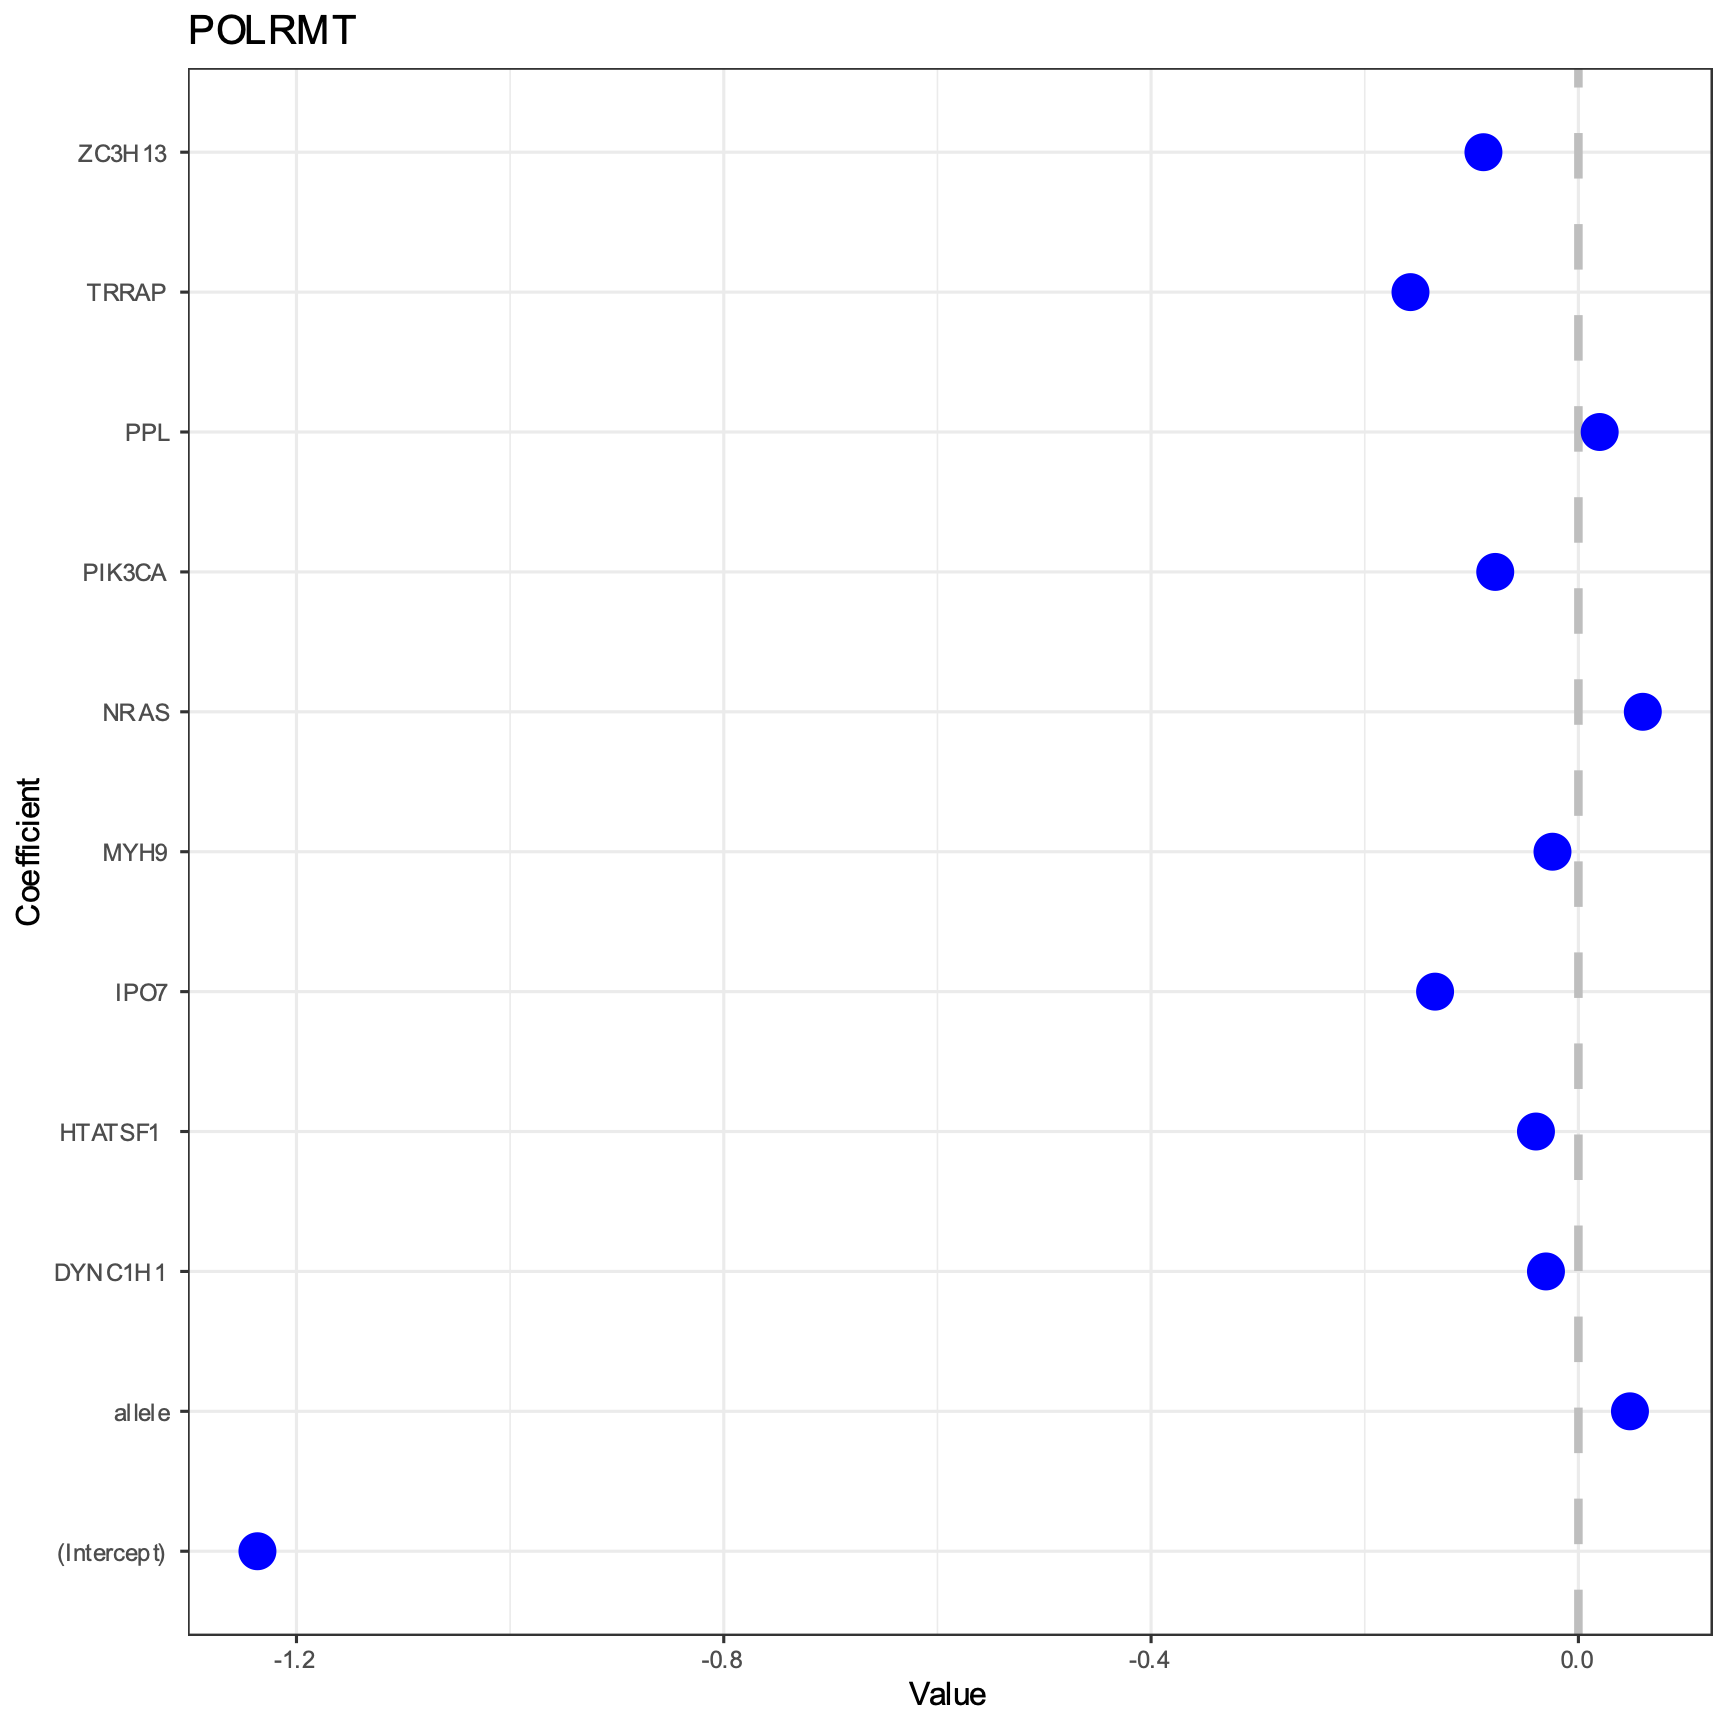 POLRMT
ZC3H13
TRRAP
PPL
PIK3CA
NRAS
MYH9
IPO7
HTATSF1
DYNC1H1
allele
(Intercept)
Coefficient
-1.2
-0.8
-0.4
0.0
Value